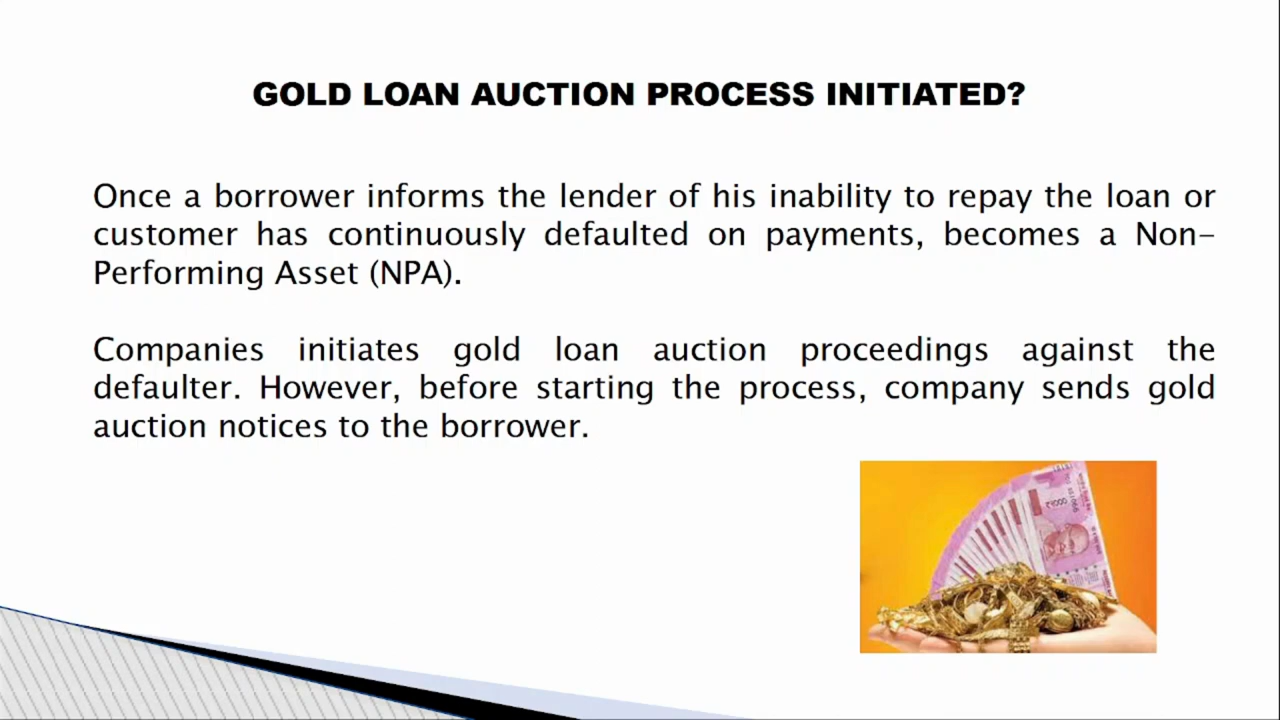 GOLD LOAN AUCTION PROCESS INITIATED?
Once a borrower informs the lender of his inability to repay the loan or
customer has continuously defaulted on payments, becomes a Non-
Performing Asset (NPA).
Companies initiates gold loan auction proceedings against the
defaulter. However, before starting the process, company sends gold
auction notices to the borrower.